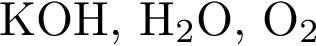 KOH, H₂O, O₂